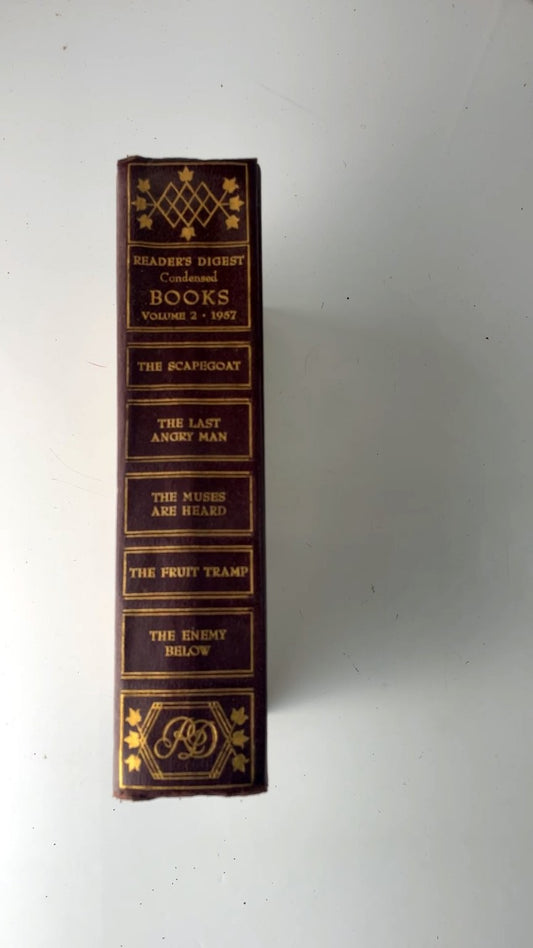 READER'S DIGEST
Condensed
BOOKS
VOLUME 2 • 1957
THE SCAPEGOAT
THE LAST
ANGRY MAN
THE MUSES
ARE HEARD
THE FRUIT TRAMP
THE ENEMY
BELOW
RD